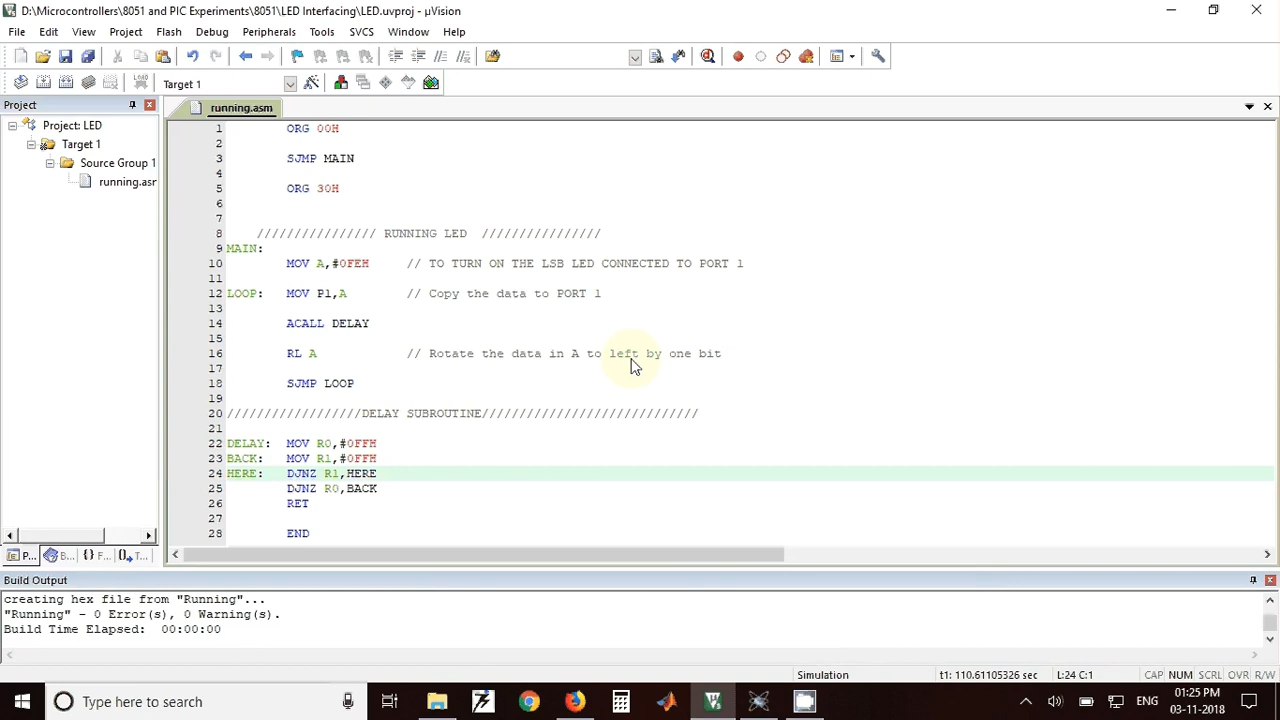 D:\Microcontrollers\8051 and PIC Experiments\8051\LED Interfacing\LED.uvproj - µVision
File Edit View Project Flash Debug Peripherals Tools SVCS Window Help
LOAD Target 1
Project running.asm
Project: LED
Target 1
Source Group 1
running.asr
1 ORG 00H
2
3 SJMP MAIN
4
5 ORG 30H
6
7
8 //////////////// RUNNING LED ////////////////
9 MAIN:
10 MOV A,#0FEH // TO TURN ON THE LSB LED CONNECTED TO PORT 1
11
12 LOOP: MOV P1,A // Copy the data to PORT 1
13
14 ACALL DELAY
15
16 RL A // Rotate the data in A to left by one bit
17
18 SJMP LOOP
19
20 //////////////////DELAY SUBROUTINE/////////////////////////////
21
22 DELAY: MOV R0,#0FFH
23 BACK: MOV R1,#0FFH
24 HERE: DJNZ R1,HERE
25 DJNZ R0,BACK
26 RET
27
28 END
P... B... {} F... T...
Build Output
creating hex file from "Running"...
"Running" - 0 Error(s), 0 Warning(s).
Build Time Elapsed: 00:00:00
Simulation t1: 110.61105326 sec L:24 C:1 CAP NUM SCRL OVR R/W
Type here to search ENG 01:25 PM
03-11-2018